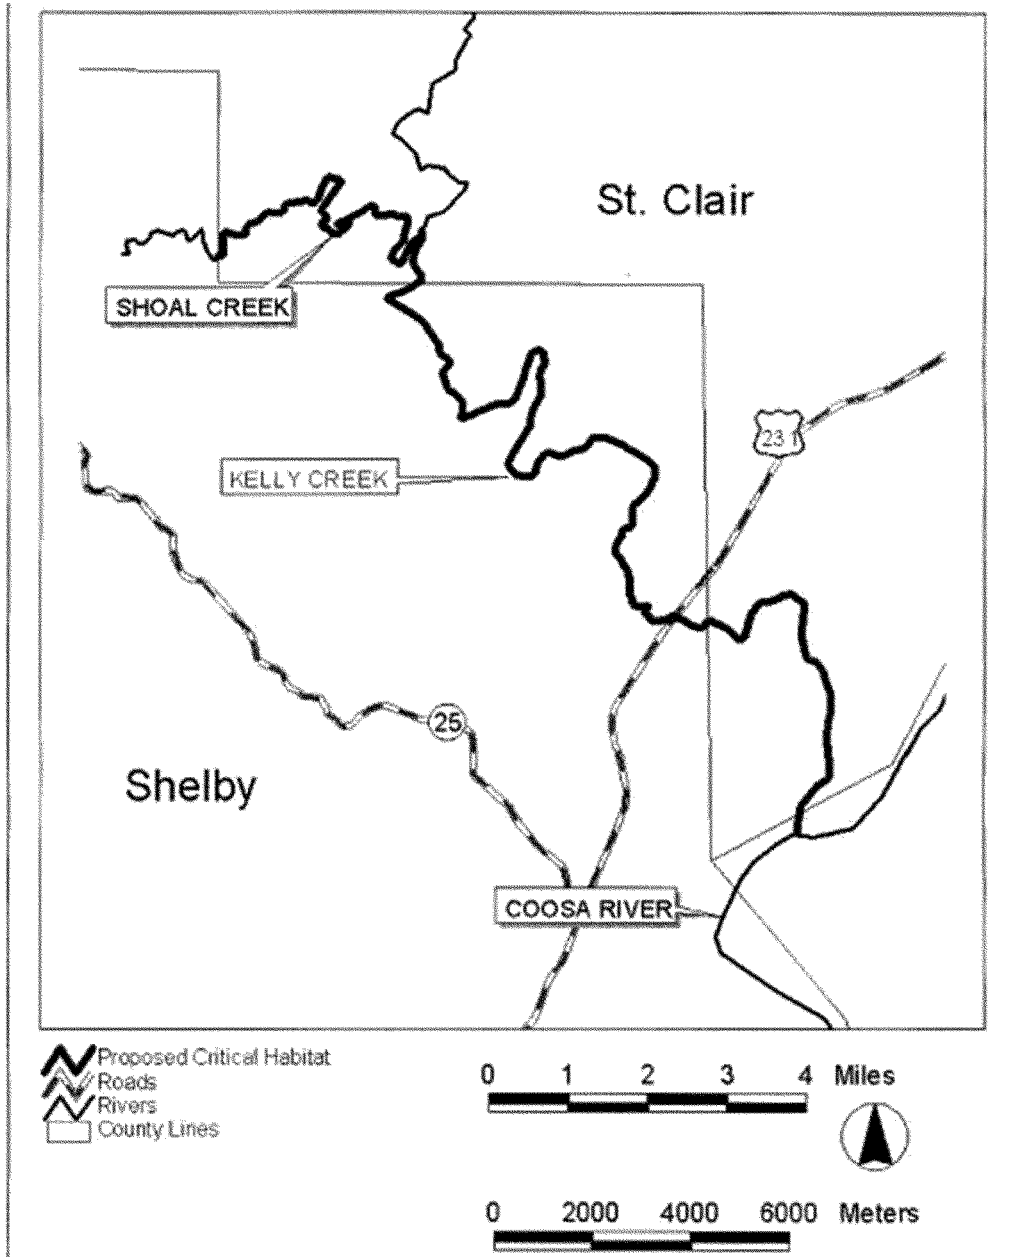 St. Clair
SHOAL CREEK
231
KELLY CREEK
25
Shelby
COOSA RIVER
Proposed Critical Habitat
Roads
Rivers
County Lines
0 1 2 3 4 Miles
0 2000 4000 6000 Meters